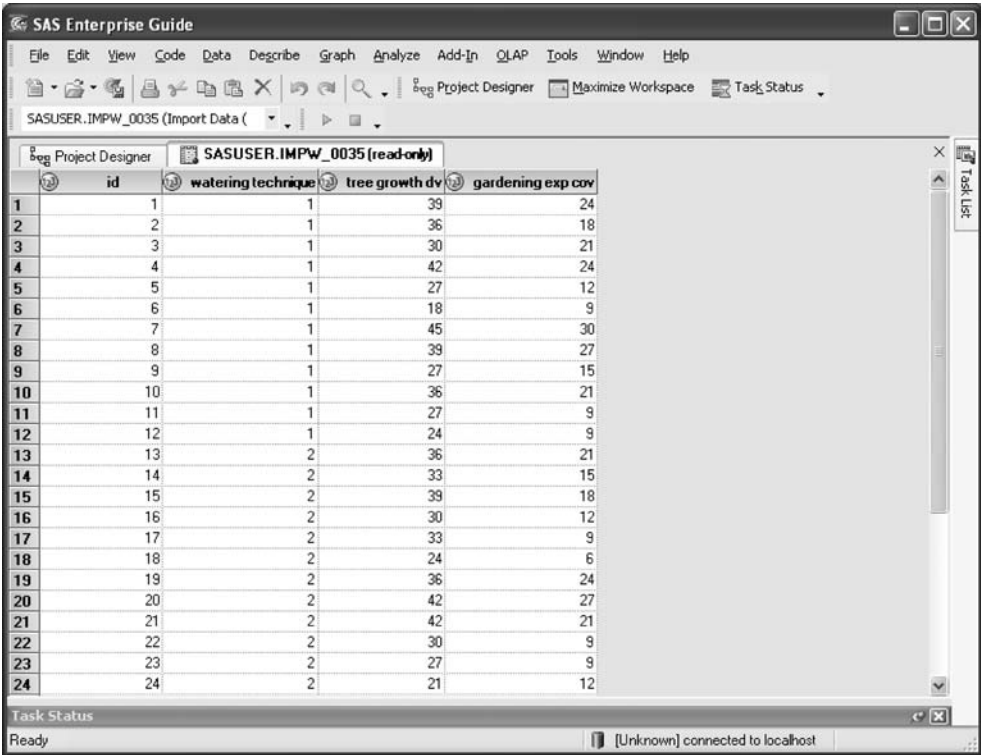 SAS Enterprise Guide
File Edit View Code Data Describe Graph Analyze Add-In OLAP Tools Window Help
Project Designer Maximize Workspace Task Status
SASUSER.IMPW_0035 (Import Data (
Project Designer SASUSER.IMPW_0035 (read-only)
Task List
id watering technique tree growth dv gardening exp cov
1 1 1 39 24
2 2 1 36 18
3 3 1 30 21
4 4 1 42 24
5 5 1 27 12
6 6 1 18 9
7 7 1 45 30
8 8 1 39 27
9 9 1 27 15
10 10 1 36 21
11 11 1 27 9
12 12 1 24 9
13 13 2 36 21
14 14 2 33 15
15 15 2 39 18
16 16 2 30 12
17 17 2 33 9
18 18 2 24 6
19 19 2 36 24
20 20 2 42 27
21 21 2 42 21
22 22 2 30 9
23 23 2 27 9
24 24 2 21 12
Task Status
Ready [Unknown] connected to localhost